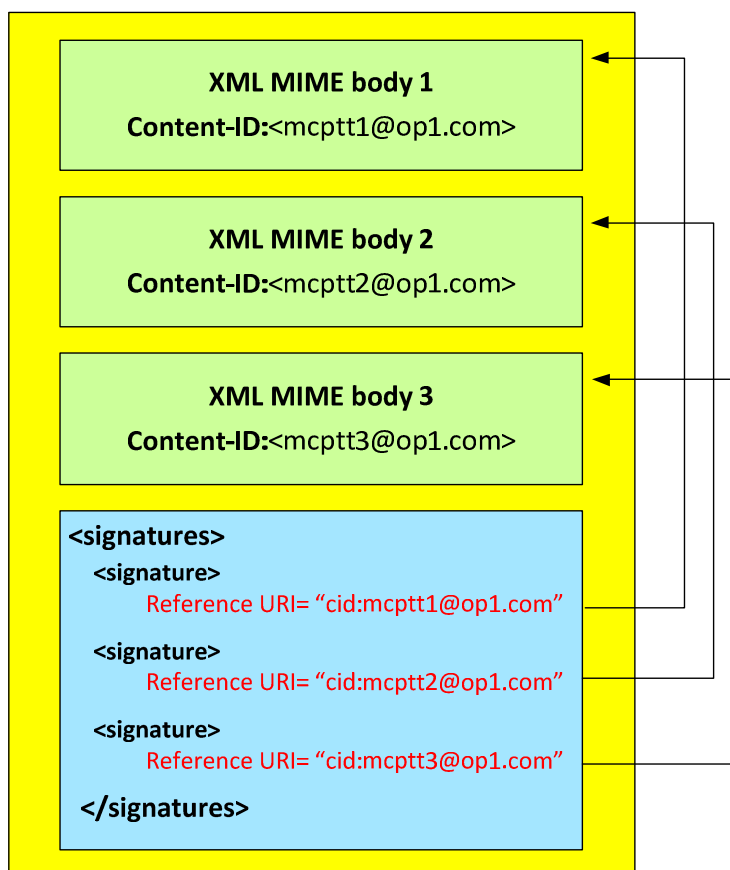 XML MIME body 1
Content-ID:<mcptt1@op1.com>
XML MIME body 2
Content-ID:<mcptt2@op1.com>
XML MIME body 3
Content-ID:<mcptt3@op1.com>
<signatures>
<signature>
Reference URI= “cid:mcptt1@op1.com”
<signature>
Reference URI= “cid:mcptt2@op1.com”
<signature>
Reference URI= “cid:mcptt3@op1.com”
</signatures>